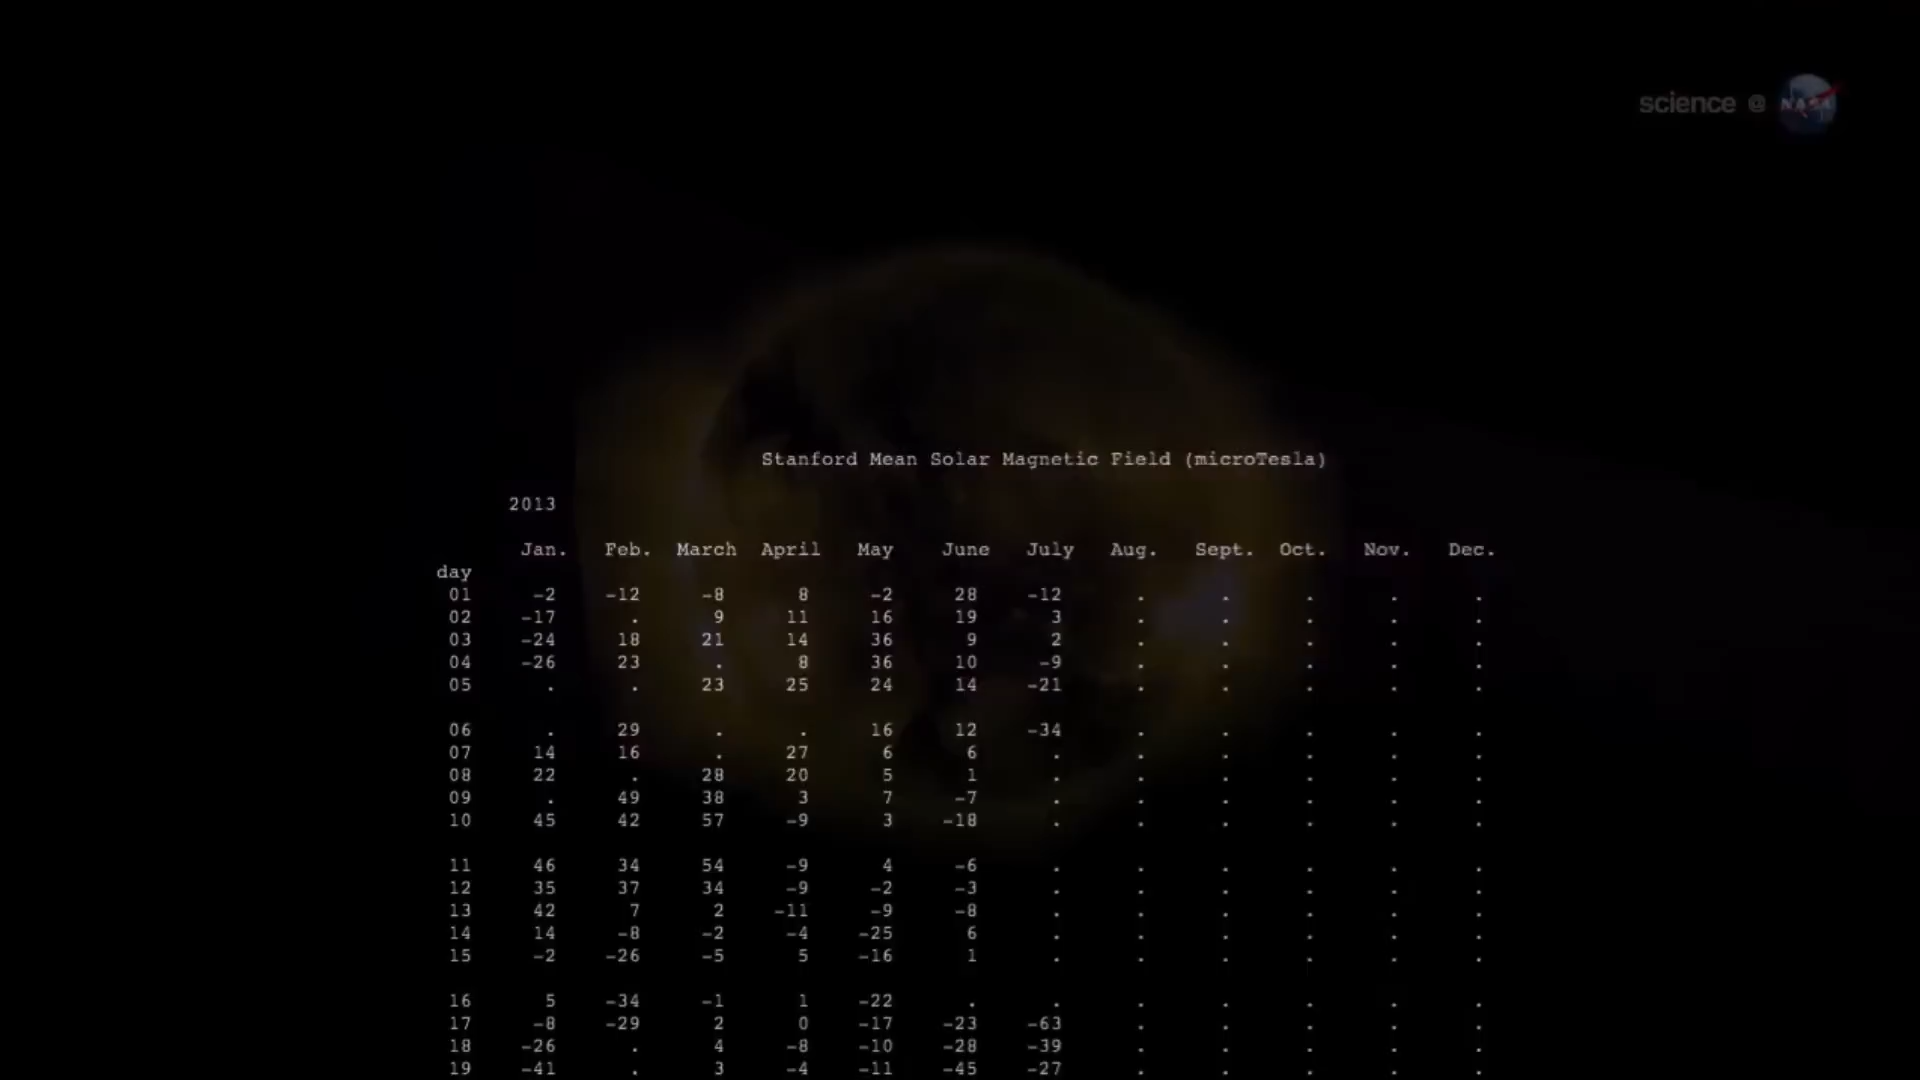 science @ NASA
Stanford Mean Solar Magnetic Field (microTesla)
2013
Jan. Feb. March April May June July Aug. Sept. Oct. Nov. Dec.
day
01 -2 -12 -8 8 -2 28 -12 . . . . .
02 -17 . 9 11 16 19 3 . . . . .
03 -24 18 21 14 36 9 2 . . . . .
04 -26 23 . 8 36 10 -9 . . . . .
05 . . 23 25 24 14 -21 . . . . .
06 . 29 . . 16 12 -34 . . . . .
07 14 16 . 27 6 6 . . . . . .
08 22 . 28 20 5 1 . . . . . .
09 . 49 38 3 7 -7 . . . . . .
10 45 42 57 -9 3 -18 . . . . . .
11 46 34 54 -9 4 -6 . . . . . .
12 35 37 34 -9 -2 -3 . . . . . .
13 42 7 2 -11 -9 -8 . . . . . .
14 14 -8 -2 -4 -25 6 . . . . . .
15 -2 -26 -5 5 -16 1 . . . . . .
16 5 -34 -1 1 -22 . . . . . . .
17 -8 -29 2 0 -17 -23 -63 . . . . .
18 -26 . 4 -8 -10 -28 -39 . . . . .
19 -41 . 3 -4 -11 -45 -27 . . . . .